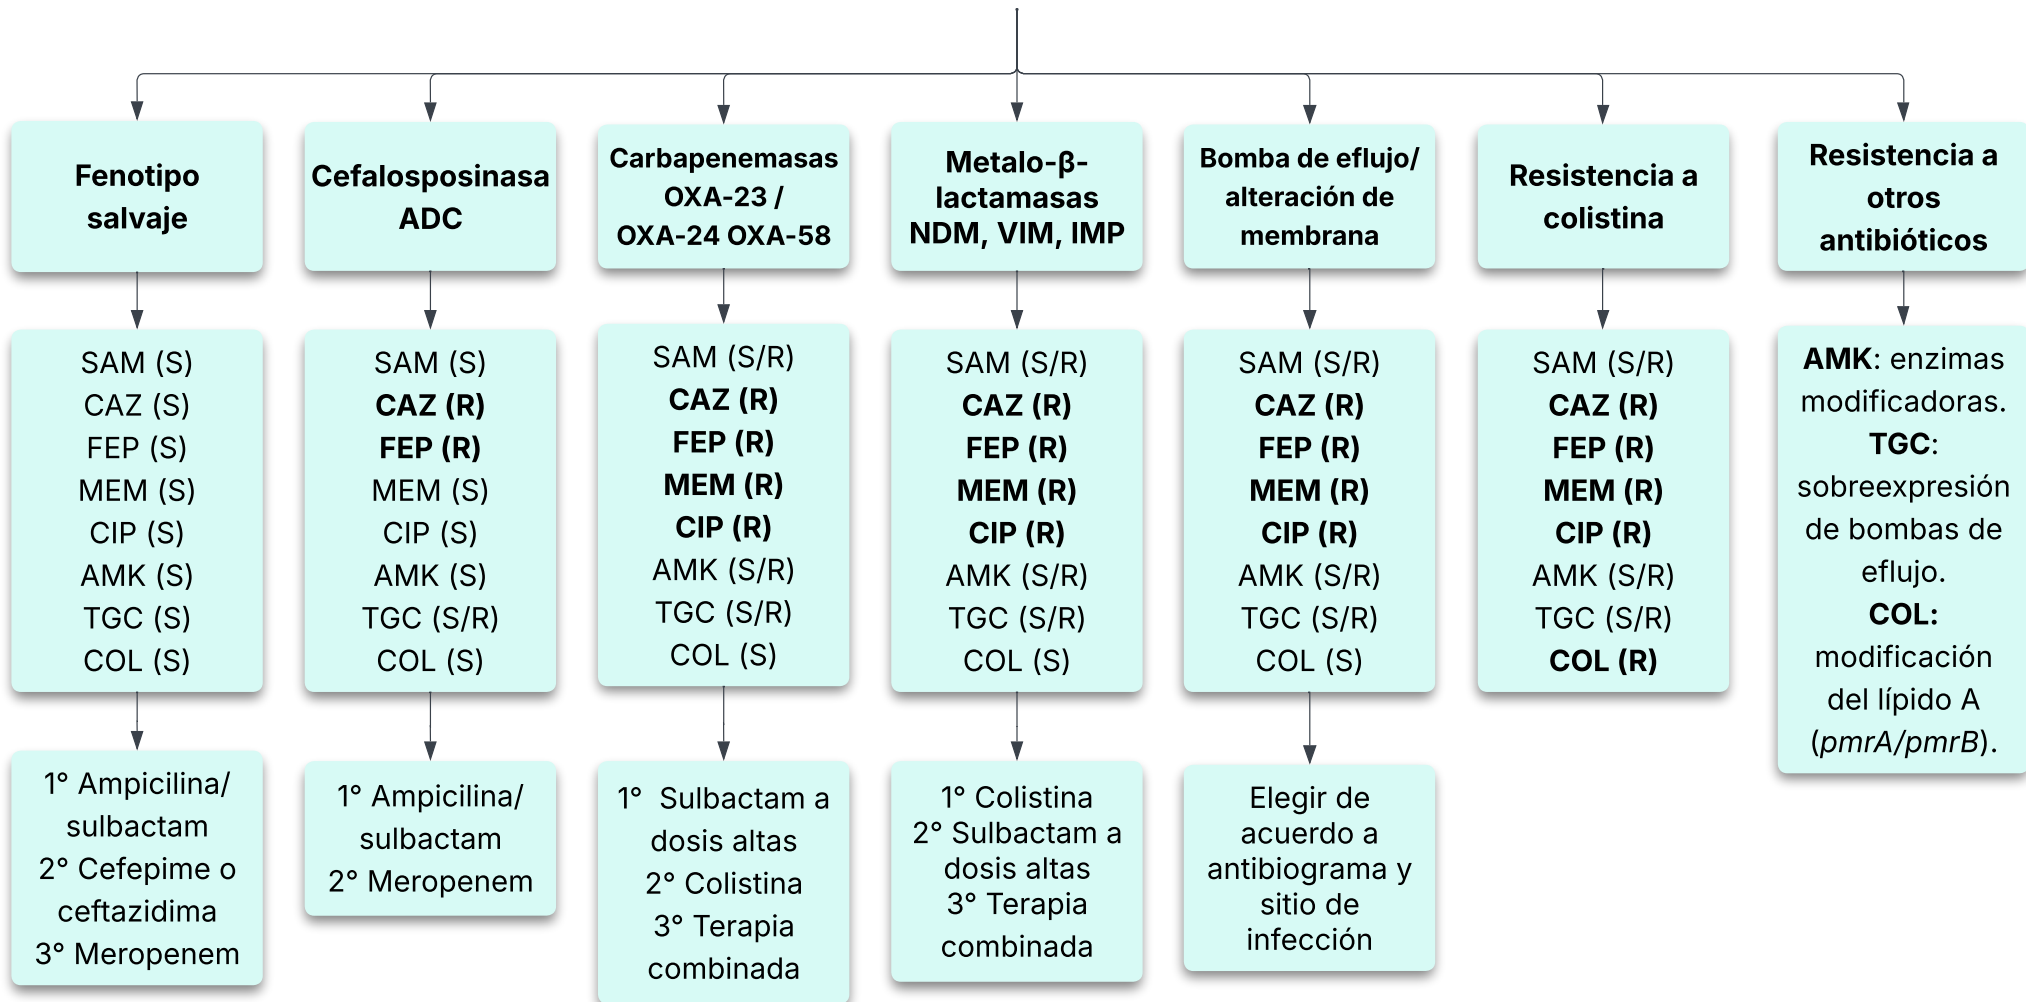 Fenotipo
salvaje
Cefalosposinasa
ADC
Carbapenemasas
OXA-23 /
OXA-24 OXA-58
Metalo-β-
lactamasas
NDM, VIM, IMP
Bomba de eflujo/
alteración de
membrana
Resistencia a
colistina
Resistencia a
otros
antibióticos
SAM (S)
CAZ (S)
FEP (S)
MEM (S)
CIP (S)
AMK (S)
TGC (S)
COL (S)
SAM (S)
CAZ (R)
FEP (R)
MEM (S)
CIP (S)
AMK (S)
TGC (S/R)
COL (S)
SAM (S/R)
CAZ (R)
FEP (R)
MEM (R)
CIP (R)
AMK (S/R)
TGC (S/R)
COL (S)
SAM (S/R)
CAZ (R)
FEP (R)
MEM (R)
CIP (R)
AMK (S/R)
TGC (S/R)
COL (S)
SAM (S/R)
CAZ (R)
FEP (R)
MEM (R)
CIP (R)
AMK (S/R)
TGC (S/R)
COL (S)
SAM (S/R)
CAZ (R)
FEP (R)
MEM (R)
CIP (R)
AMK (S/R)
TGC (S/R)
COL (R)
AMK: enzimas
modificadoras.
TGC:
sobreexpresión
de bombas de
eflujo.
COL:
modificación
del lípido A
(pmrA/pmrB).
1° Ampicilina/
sulbactam
2° Cefepime o
ceftazidima
3° Meropenem
1° Ampicilina/
sulbactam
2° Meropenem
1° Sulbactam a
dosis altas
2° Colistina
3° Terapia
combinada
1° Colistina
2° Sulbactam a
dosis altas
3° Terapia
combinada
Elegir de
acuerdo a
antibiograma y
sitio de
infección